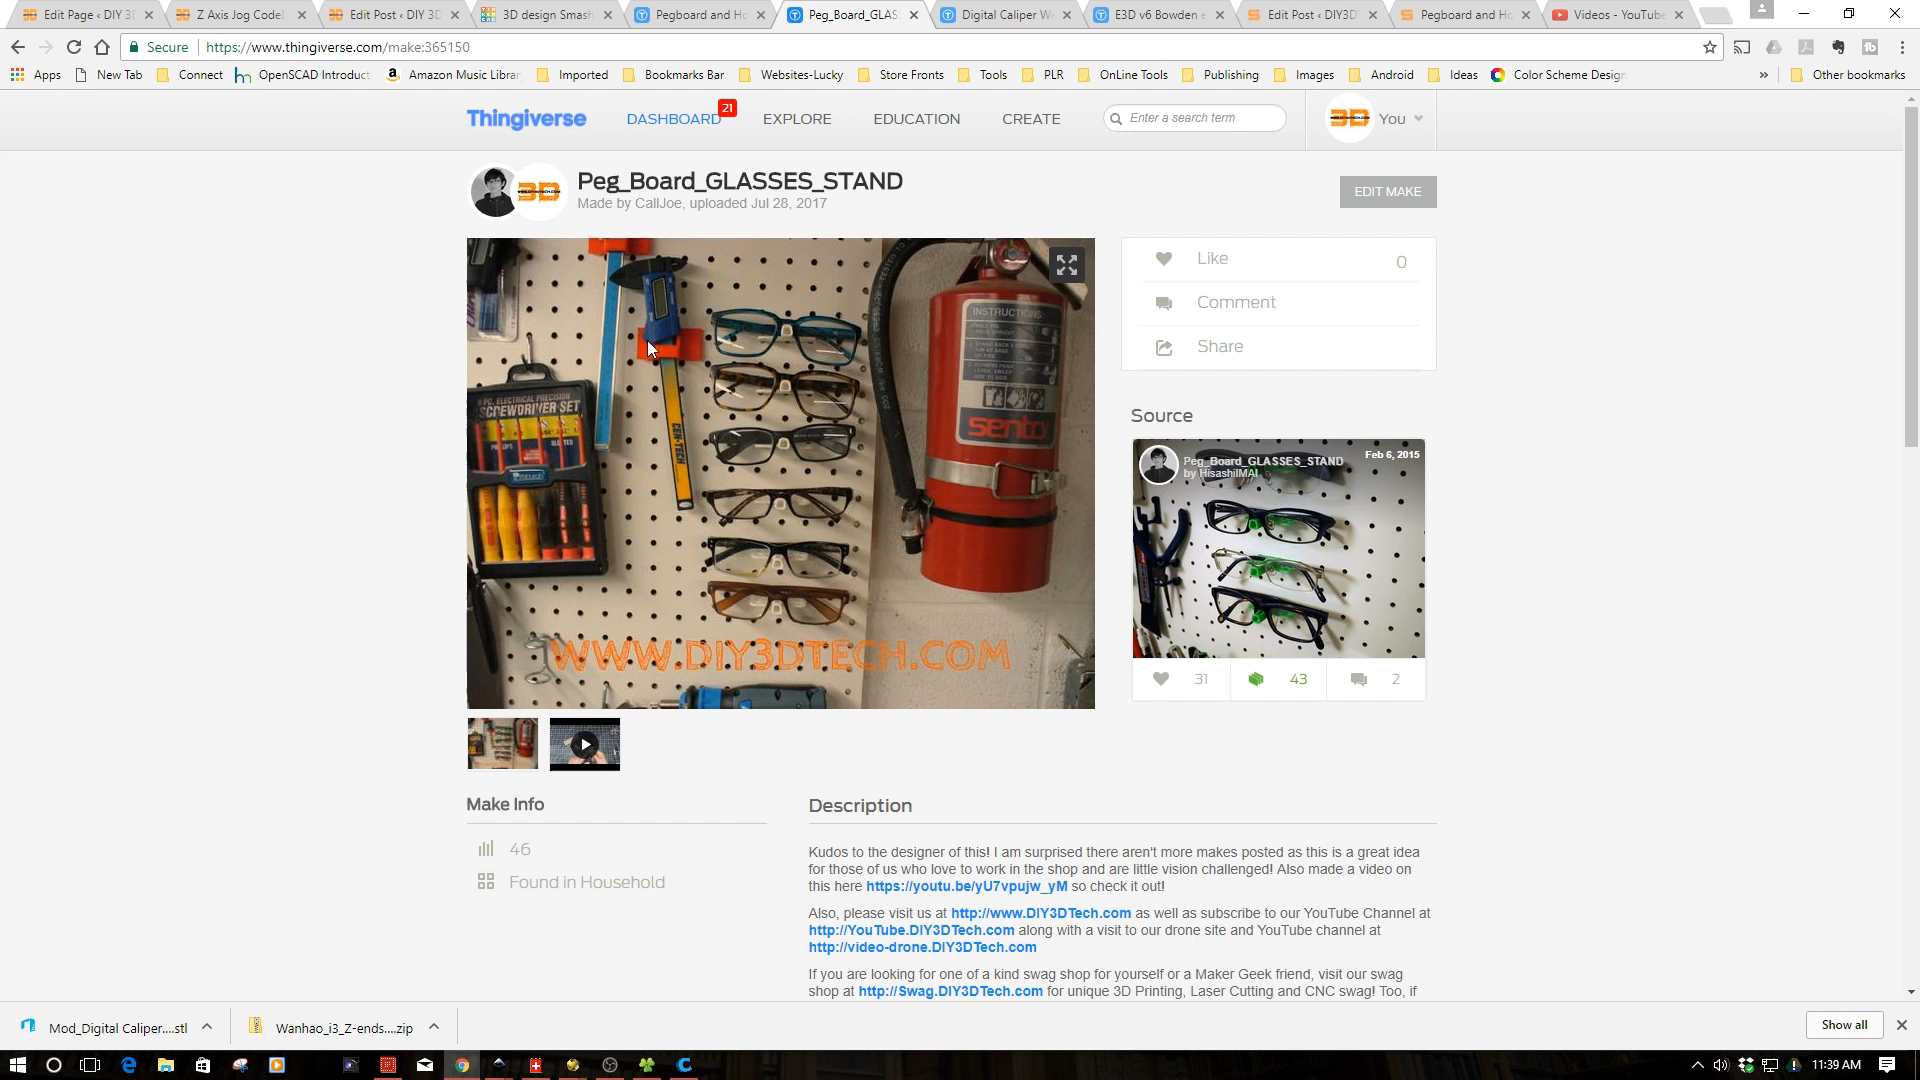 Edit Page ‹ DIY 3
Z Axis Jog Code
Edit Post ‹ DIY 3D
3D design Smash
Pegboard and Ho
Peg_Board_GLAS
Digital Caliper W
E3D v6 Bowden e
Edit Post ‹ DIY3D
Pegboard and Ho
Videos - YouTube
Secure
https://www.thingiverse.com/make:365150
Apps
New Tab
Connect
OpenSCAD Introduct
Amazon Music Librar
Imported
Bookmarks Bar
Websites-Lucky
Store Fronts
Tools
PLR
OnLine Tools
Publishing
Images
Android
Ideas
Color Scheme Design
»
Other bookmarks
Thingiverse
DASHBOARD
21
EXPLORE
EDUCATION
CREATE
Enter a search term
3D
You
3D
Peg_Board_GLASSES_STAND
Made by CallJoe, uploaded Jul 28, 2017
EDIT MAKE
8 PC. ELECTRICAL PRECISION
SCREWDRIVER SET
CEN-TECH
INSTRUCTIONS:
sentry
WWW.DIY3DTECH.COM
Like
0
Comment
Share
Source
Peg_Board_GLASSES_STAND
by HisashiIMAI
Feb 6, 2015
31
43
2
Make Info
46
Found in Household
Description
Kudos to the designer of this! I am surprised there aren't more makes posted as this is a great idea
for those of us who love to work in the shop and are little vision challenged! Also made a video on
this here https://youtu.be/yU7vpujw_yM so check it out!
Also, please visit us at http://www.DIY3DTech.com as well as subscribe to our YouTube Channel at
http://YouTube.DIY3DTech.com along with a visit to our drone site and YouTube channel at
http://video-drone.DIY3DTech.com
If you are looking for one of a kind swag shop for yourself or a Maker Geek friend, visit our swag
shop at http://Swag.DIY3DTech.com for unique 3D Printing, Laser Cutting and CNC swag! Too, if
Mod_Digital Caliper....stl
Wanhao_i3_Z-ends....zip
Show all
11:39 AM